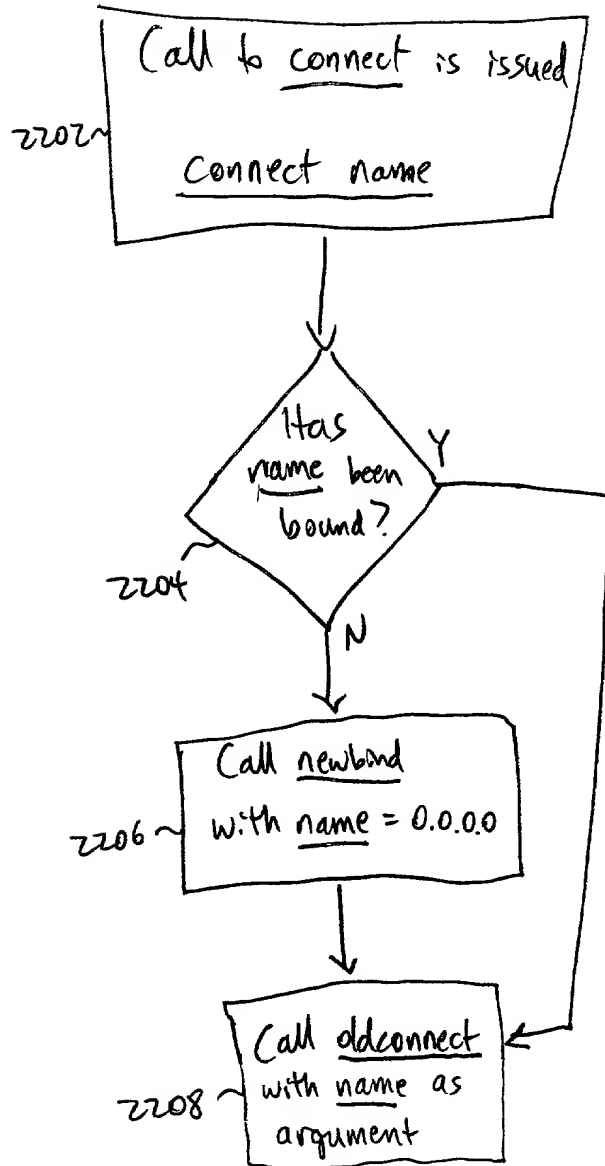 Call to connect is issued
2202
connect name
Has
name been
bound?
Y
2204
N
Call newbind
with name = 0.0.0.0
2206
Call oldconnect
with name as
2208
argument